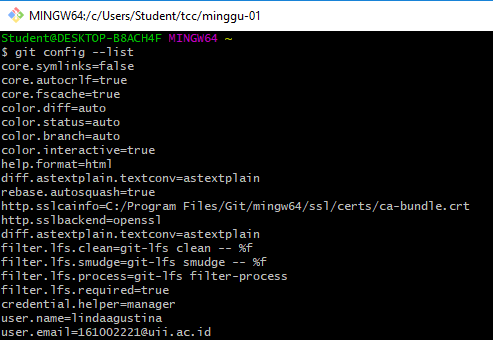 MINGW64:/c/Users/Student/tcc/minggu-01
Student@DESKTOP-B8ACH4F MINGW64 ~
$ git config --list
core.symlinks=false
core.autocrlf=true
core.fscache=true
color.diff=auto
color.status=auto
color.branch=auto
color.interactive=true
help.format=html
diff.astextplain.textconv=astextplain
rebase.autosquash=true
http.sslcainfo=C:/Program Files/Git/mingw64/ssl/certs/ca-bundle.crt
http.sslbackend=openssl
diff.astextplain.textconv=astextplain
filter.lfs.clean=git-lfs clean -- %f
filter.lfs.smudge=git-lfs smudge -- %f
filter.lfs.process=git-lfs filter-process
filter.lfs.required=true
credential.helper=manager
user.name=lindaagustina
user.email=161002221@uii.ac.id